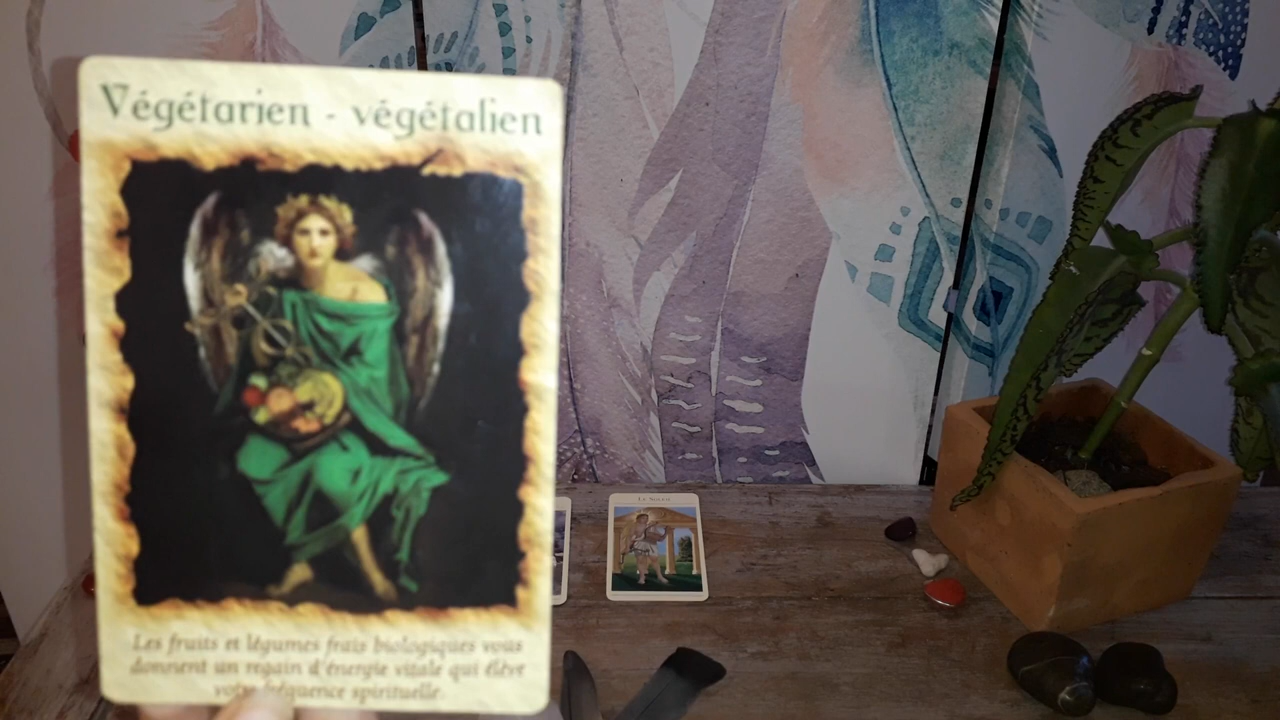 Végétarien - végétalien
Les fruits et légumes frais biologiques vous
donnent un regain d'énergie vitale qui élève
votre fréquence spirituelle.
Le Soleil